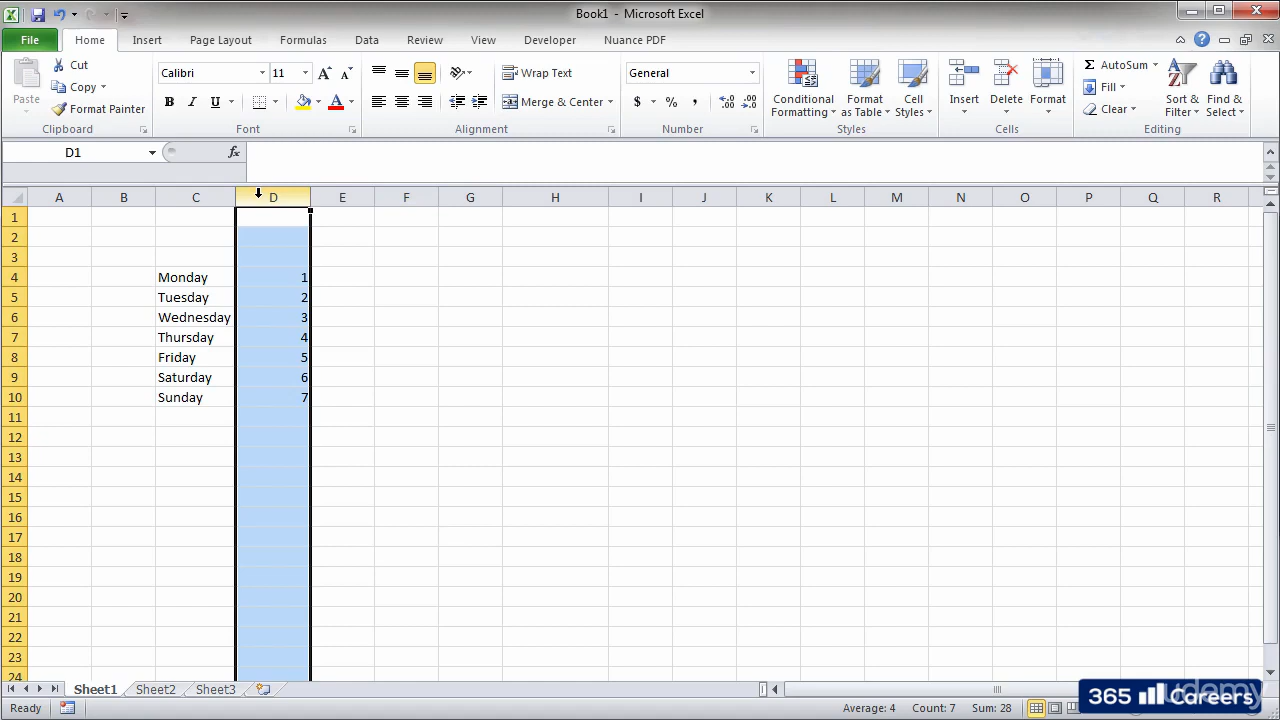 Book1 - Microsoft Excel
File Home Insert Page Layout Formulas Data Review View Developer Nuance PDF
Paste Cut Copy Format Painter Clipboard
Calibri 11 B I U Font
Wrap Text Merge & Center Alignment
General $ % , Number
Conditional Formatting Format as Table Cell Styles Styles
Insert Delete Format Cells
Σ AutoSum Fill Clear Sort & Filter Find & Select Editing
D1 fx
A B C D E F G H I J K L M N O P Q R
1
2
3
4 Monday 1
5 Tuesday 2
6 Wednesday 3
7 Thursday 4
8 Friday 5
9 Saturday 6
10 Sunday 7
11
12
13
14
15
16
17
18
19
20
21
22
23
24
Sheet1 Sheet2 Sheet3
Ready Average: 4 Count: 7 Sum: 28
365 Careers
udemy